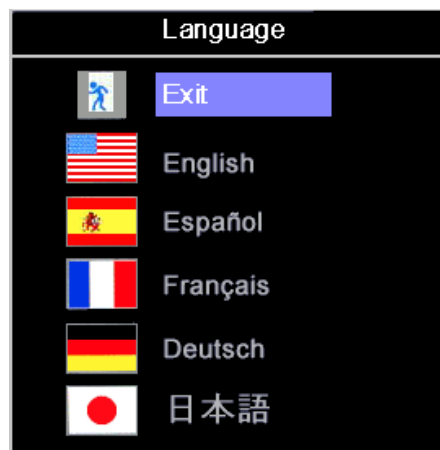 Language
Exit
English
Español
Français
Deutsch
日本語